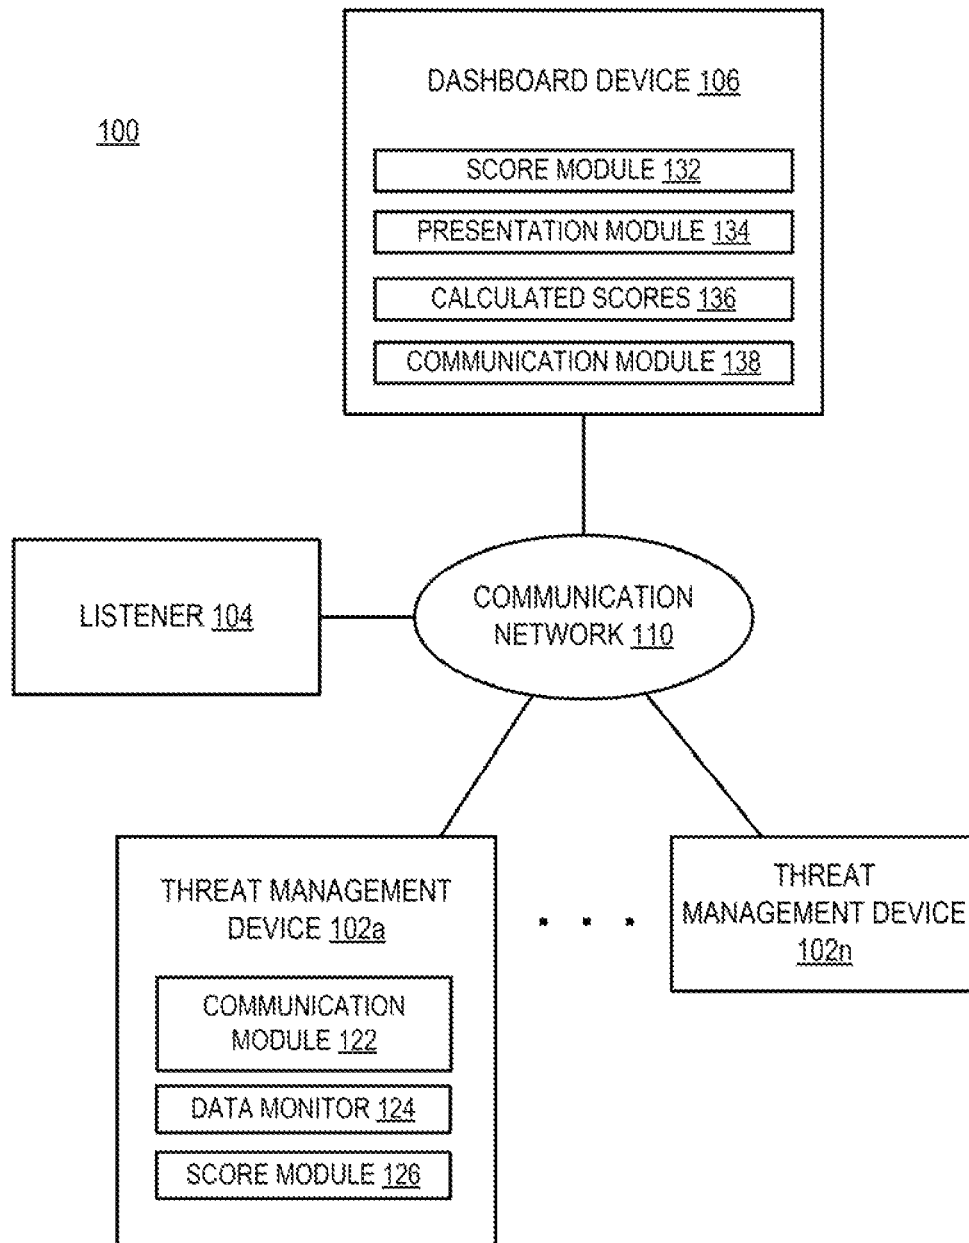 100
DASHBOARD DEVICE 106
SCORE MODULE 132
PRESENTATION MODULE 134
CALCULATED SCORES 136
COMMUNICATION MODULE 138
LISTENER 104
COMMUNICATION
NETWORK 110
THREAT MANAGEMENT
DEVICE 102a
COMMUNICATION
MODULE 122
DATA MONITOR 124
SCORE MODULE 126
. . .
THREAT
MANAGEMENT DEVICE
102n